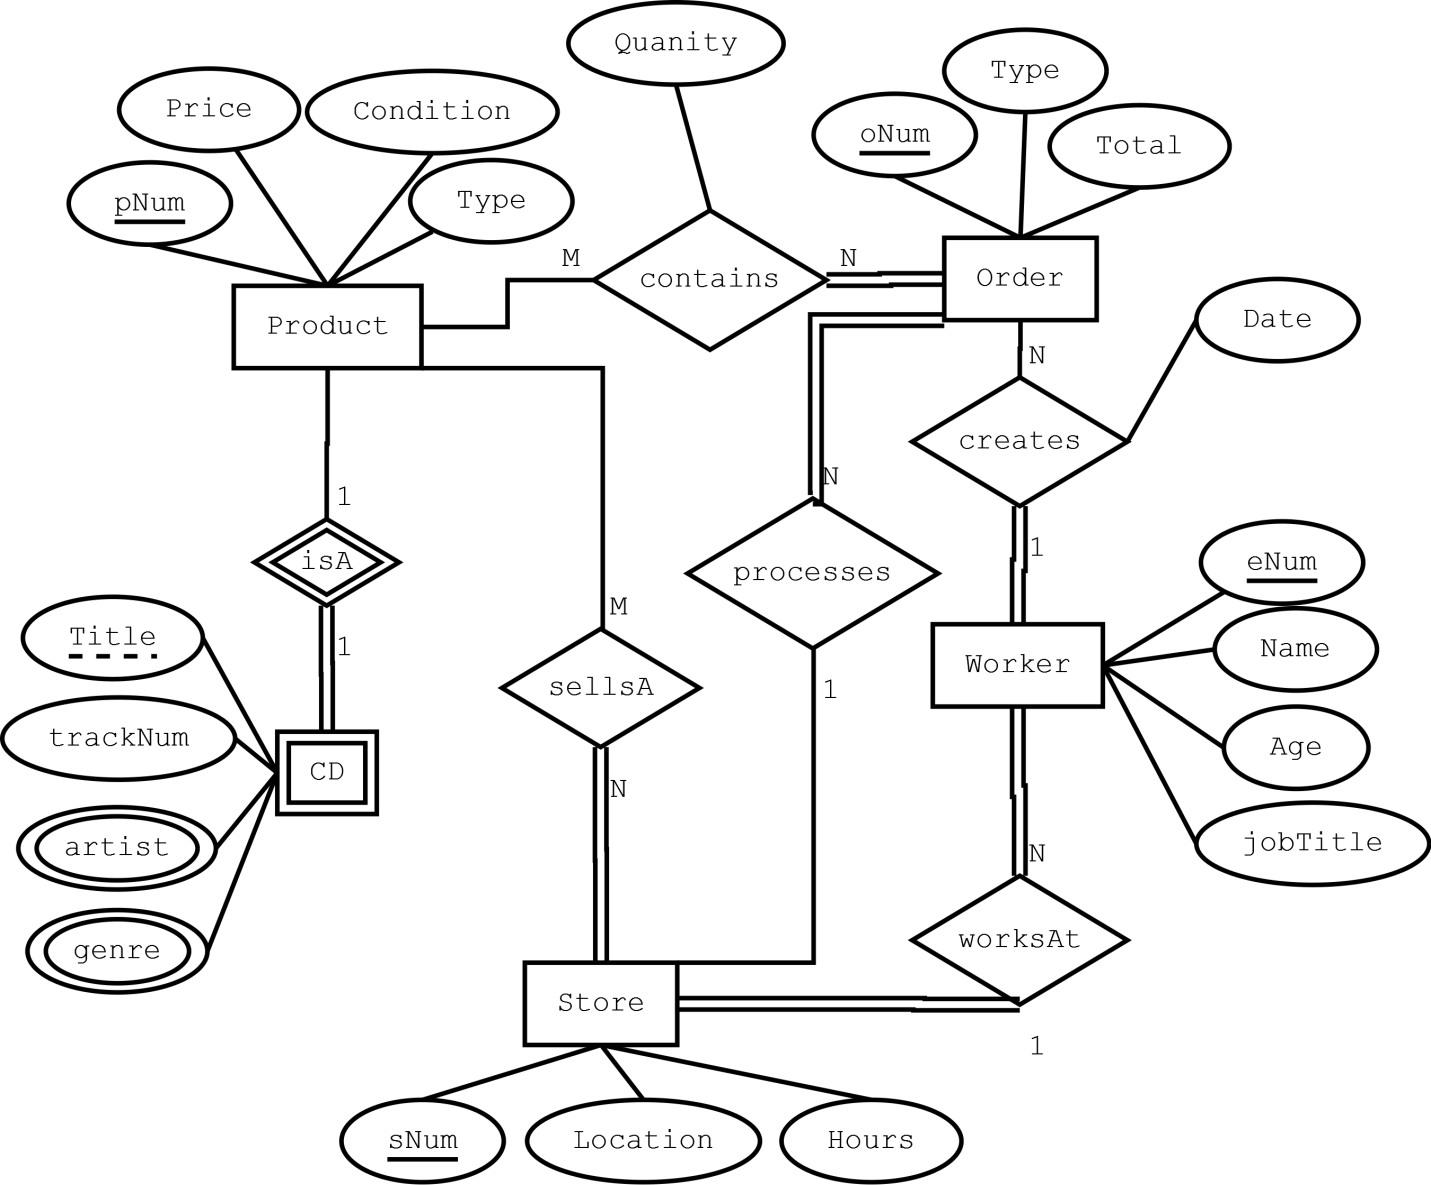 Quanity
Type
Price
Condition
oNum
Total
pNum
Type
M
N
contains
Order
Product
Date
N
creates
N
1
isA
processes
1
eNum
M
Title
1
Name
Worker
sellsA
1
trackNum
Age
CD
N
artist
jobTitle
N
genre
worksAt
Store
1
sNum
Location
Hours